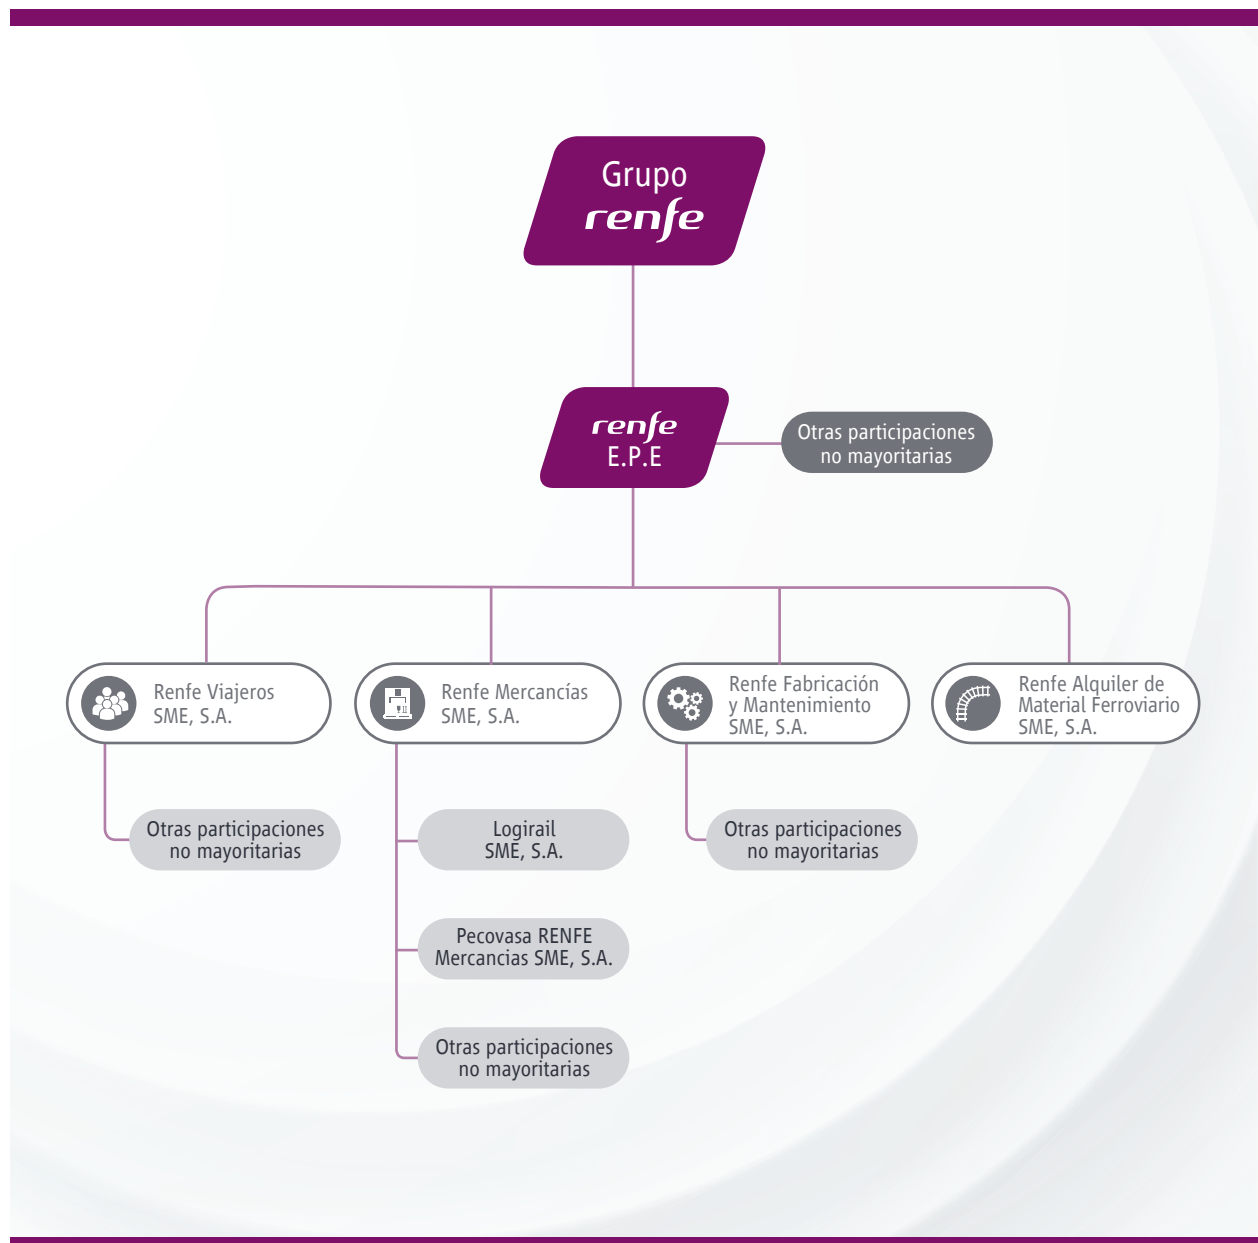 Grupo
renfe
renfe
E.P.E
Otras participaciones
no mayoritarias
Renfe Viajeros
SME, S.A.
Renfe Mercancías
SME, S.A.
Renfe Fabricación
y Mantenimiento
SME, S.A.
Renfe Alquiler de
Material Ferroviario
SME, S.A.
Otras participaciones
no mayoritarias
Logirail
SME, S.A.
Pecovasa RENFE
Mercancias SME, S.A.
Otras participaciones
no mayoritarias
Otras participaciones
no mayoritarias